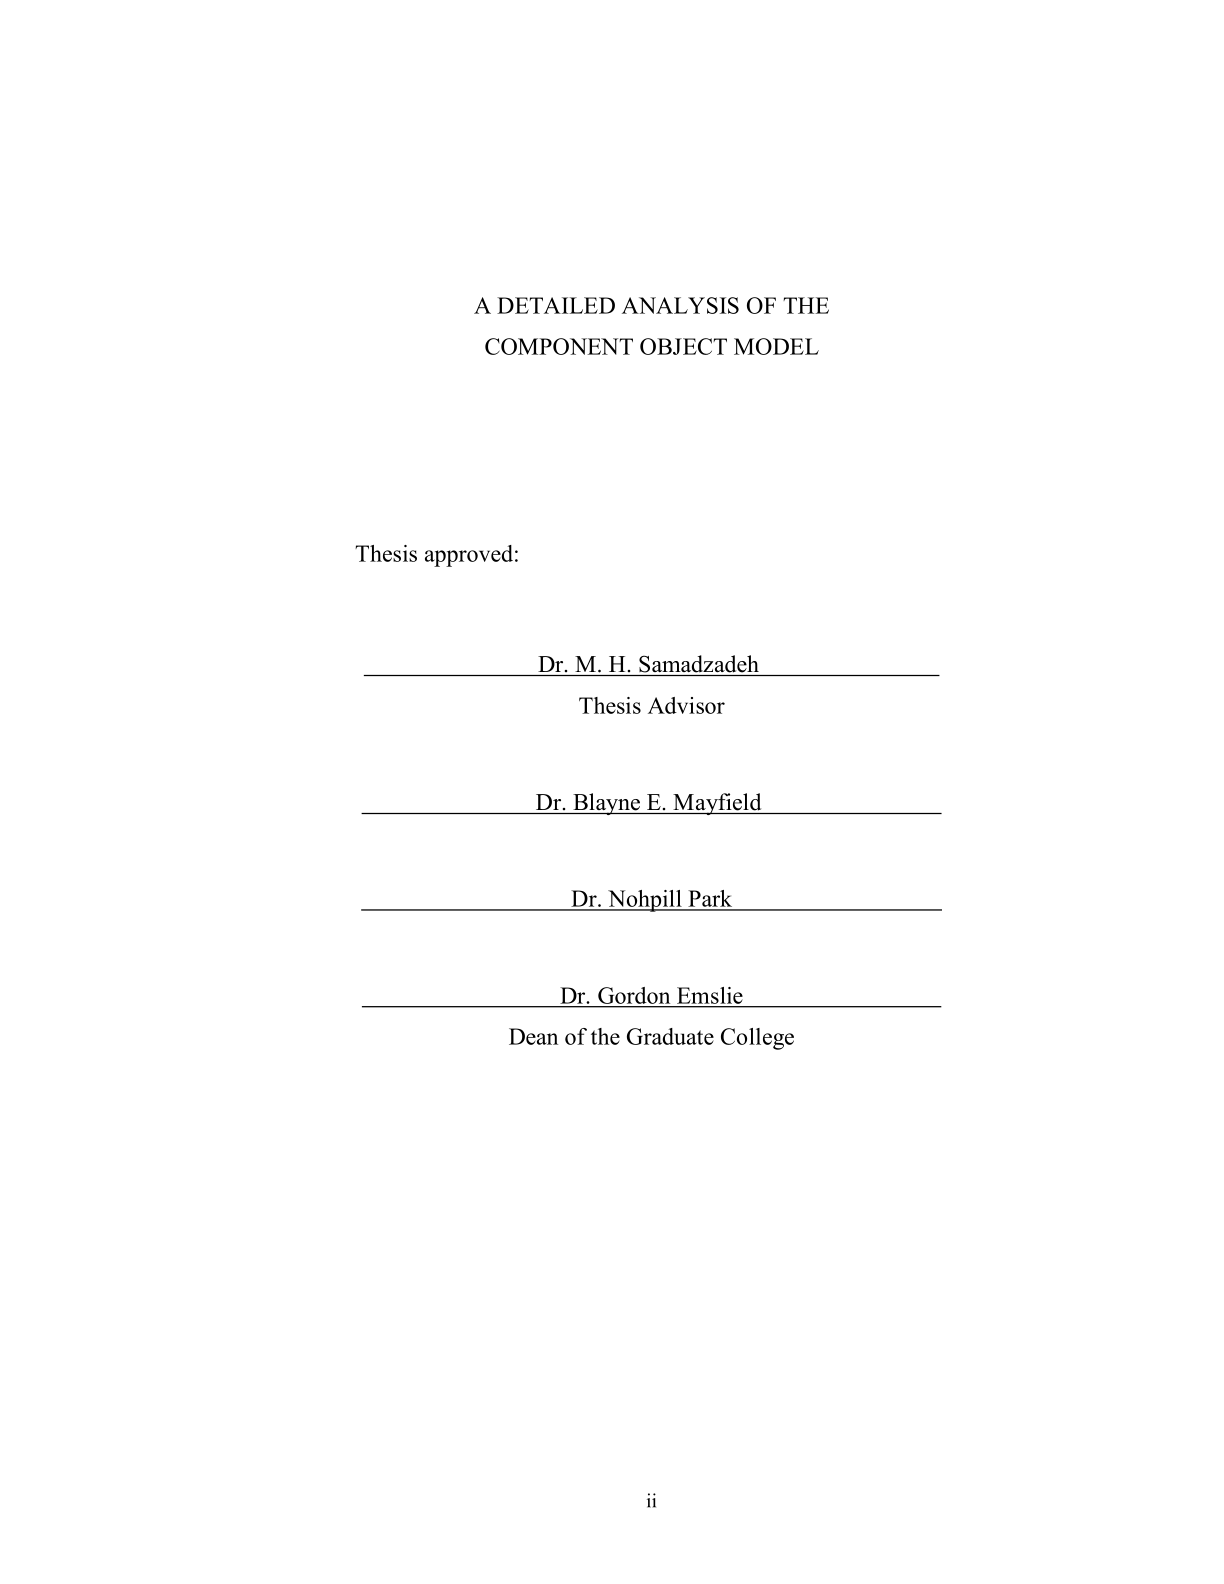 A DETAILED ANALYSIS OF THE
COMPONENT OBJECT MODEL
Thesis approved:
Dr. M. H. Samadzadeh
Thesis Advisor
Dr. Blayne E. Mayfield
Dr. Nohpill Park
Dr. Gordon Emslie
Dean of the Graduate College
ii